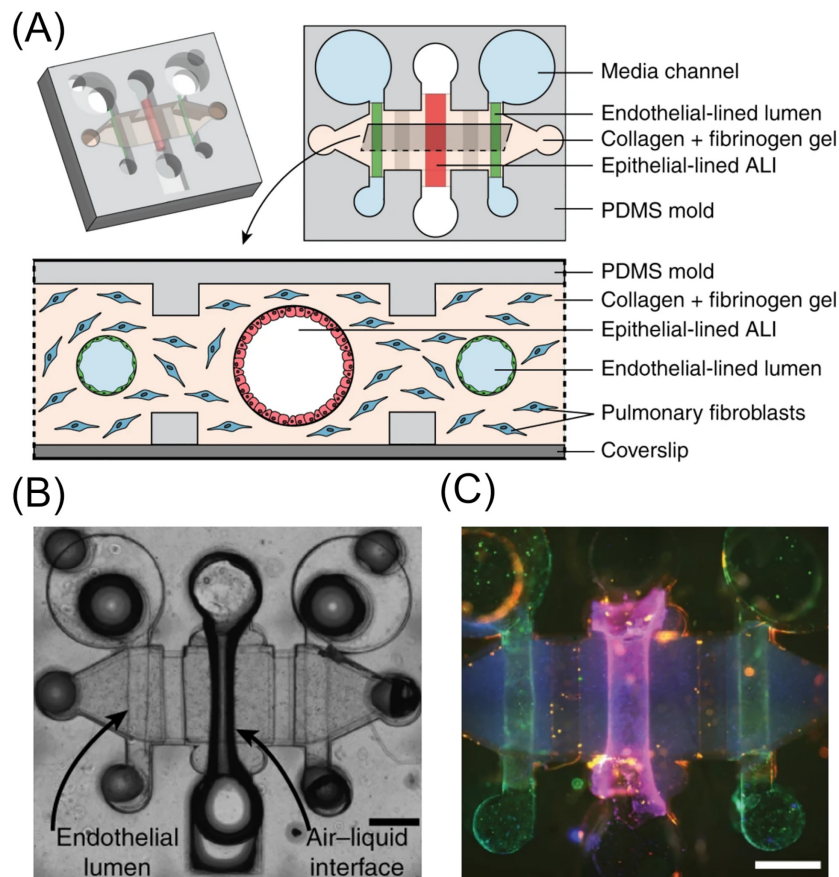 (A)
Media channel
Endothelial-lined lumen
Collagen + fibrinogen gel
Epithelial-lined ALI
PDMS mold
PDMS mold
Collagen + fibrinogen gel
Epithelial-lined ALI
Endothelial-lined lumen
Pulmonary fibroblasts
Coverslip
(B)
(C)
Endothelial
lumen
Air–liquid
interface